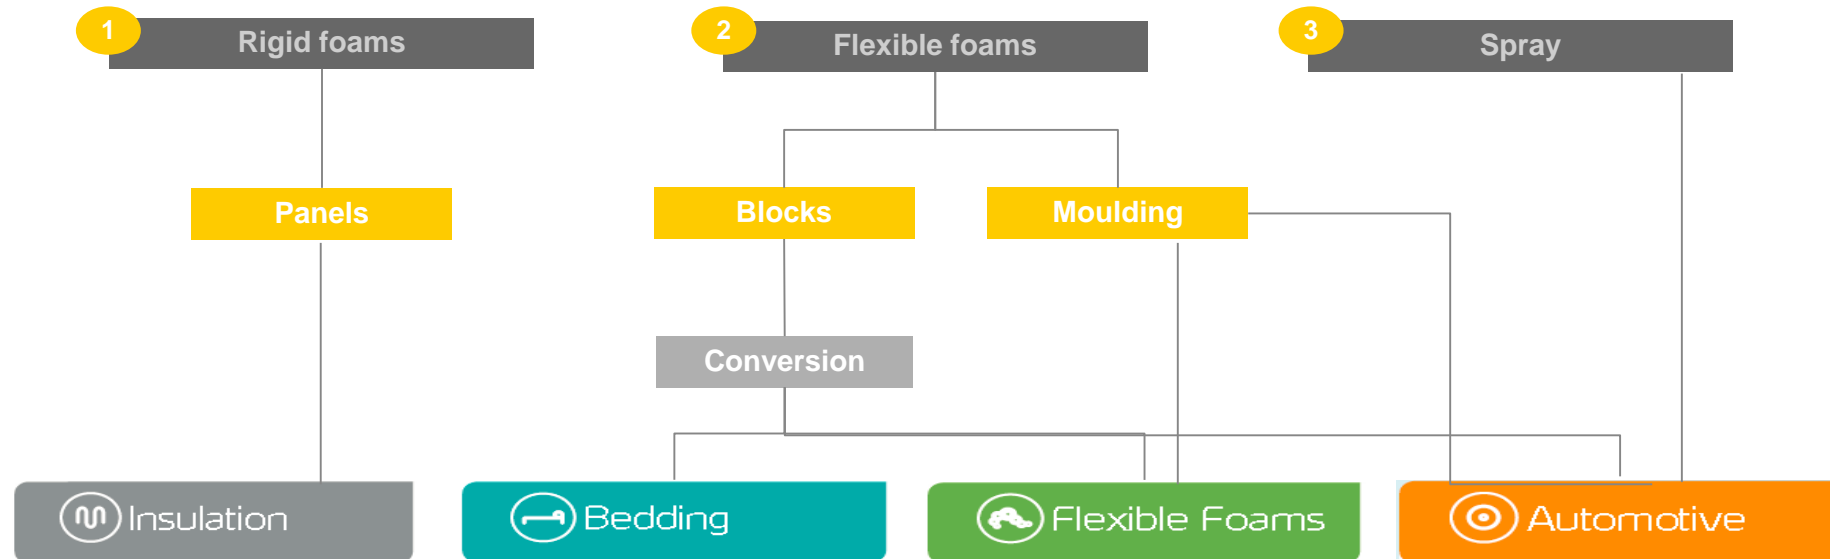 1
Rigid foams
2
Flexible foams
3
Spray
Panels
Blocks
Moulding
Conversion
Insulation
Bedding
Flexible Foams
Automotive